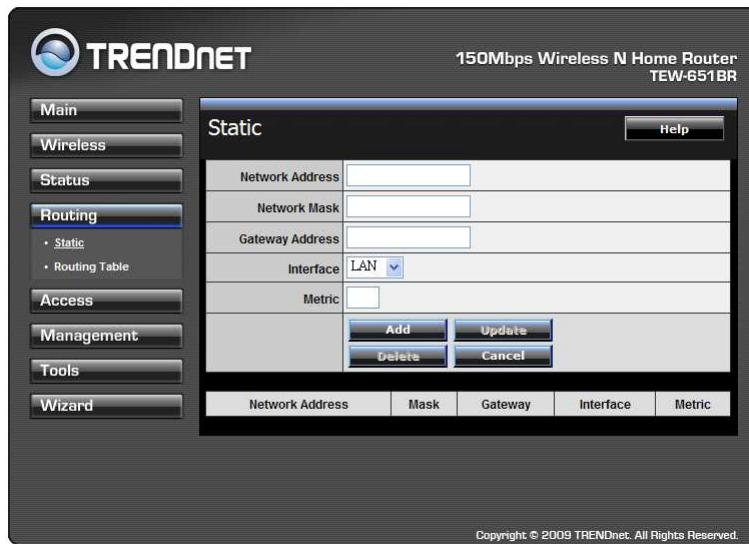 TRENDnet
150Mbps Wireless N Home Router
TEW-651BR
Main
Wireless
Status
Routing
• Static
• Routing Table
Access
Management
Tools
Wizard
Static
Help
Network Address
Network Mask
Gateway Address
Interface LAN
Metric
Add Update
Delete Cancel
Network Address Mask Gateway Interface Metric
Copyright © 2009 TRENDnet. All Rights Reserved.